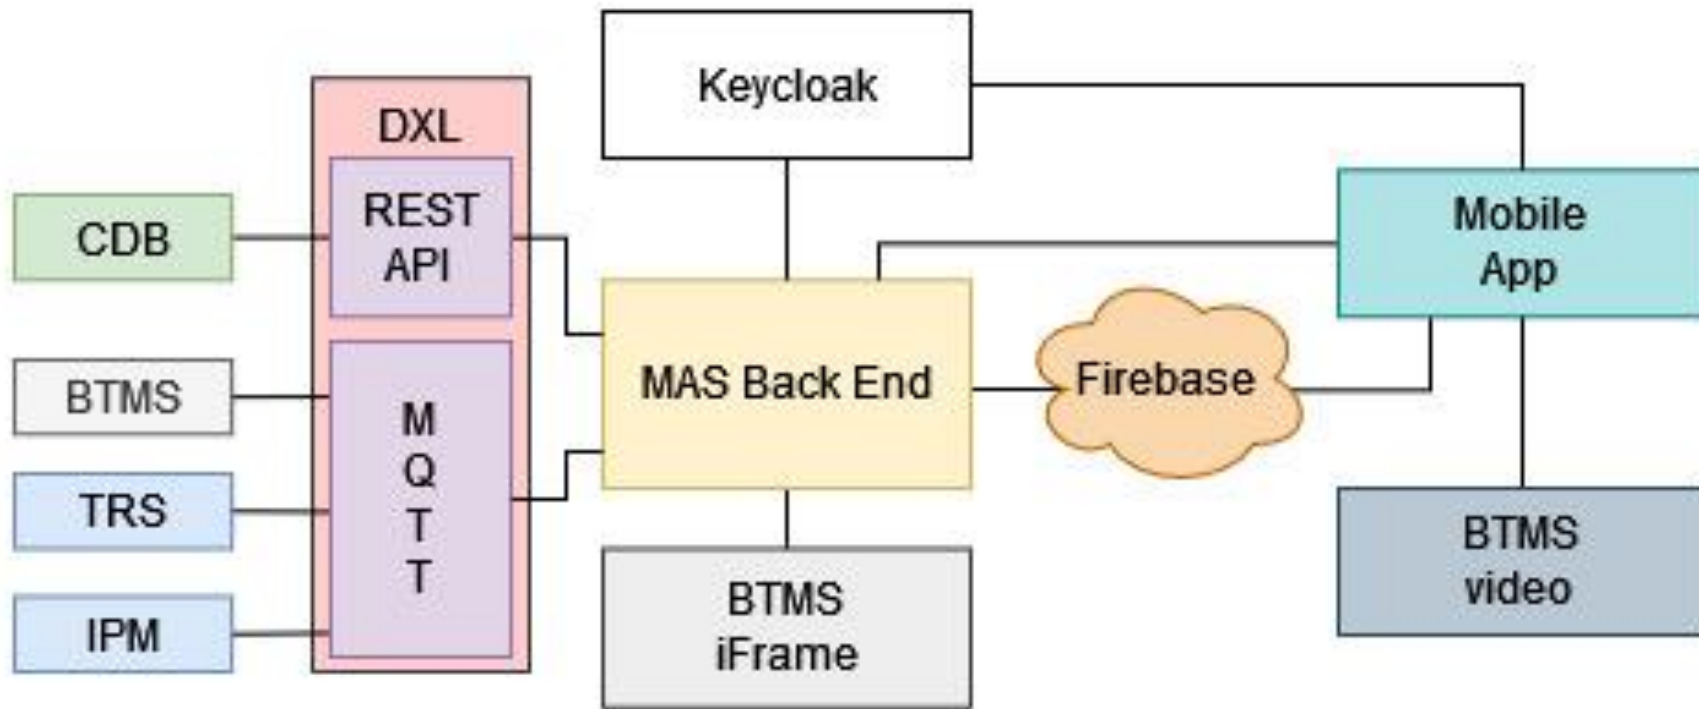 Keycloak
DXL
REST
API
CDB
Mobile
App
BTMS
M
Q
T
T
MAS Back End
Firebase
TRS
IPM
BTMS
iFrame
BTMS
video